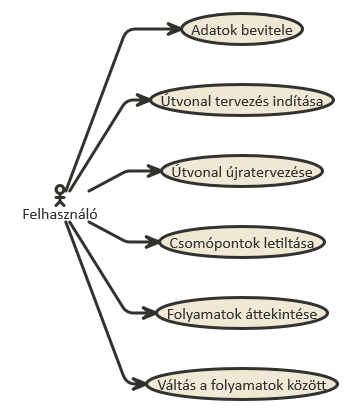 Adatok bevitele
Útvonal tervezés indítása
Útvonal újratervezése
Felhasználó
Csomópontok letiltása
Folyamatok áttekintése
Váltás a folyamatok között